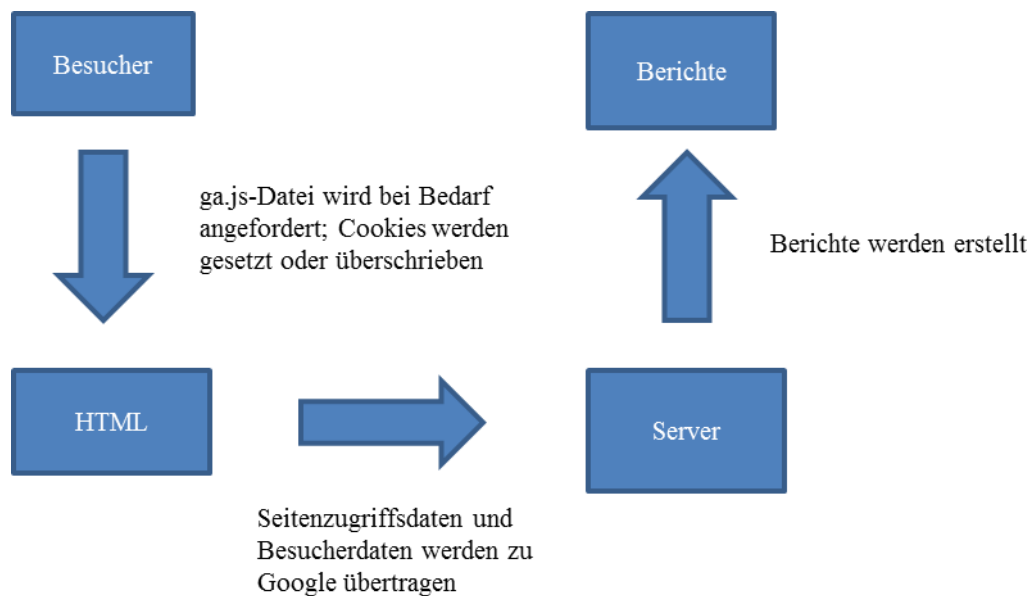 Besucher
Berichte
ga.js-Datei wird bei Bedarf
angefordert; Cookies werden
gesetzt oder überschrieben
Berichte werden erstellt
HTML
Server
Seitenzugriffsdaten und
Besucherdaten werden zu
Google übertragen